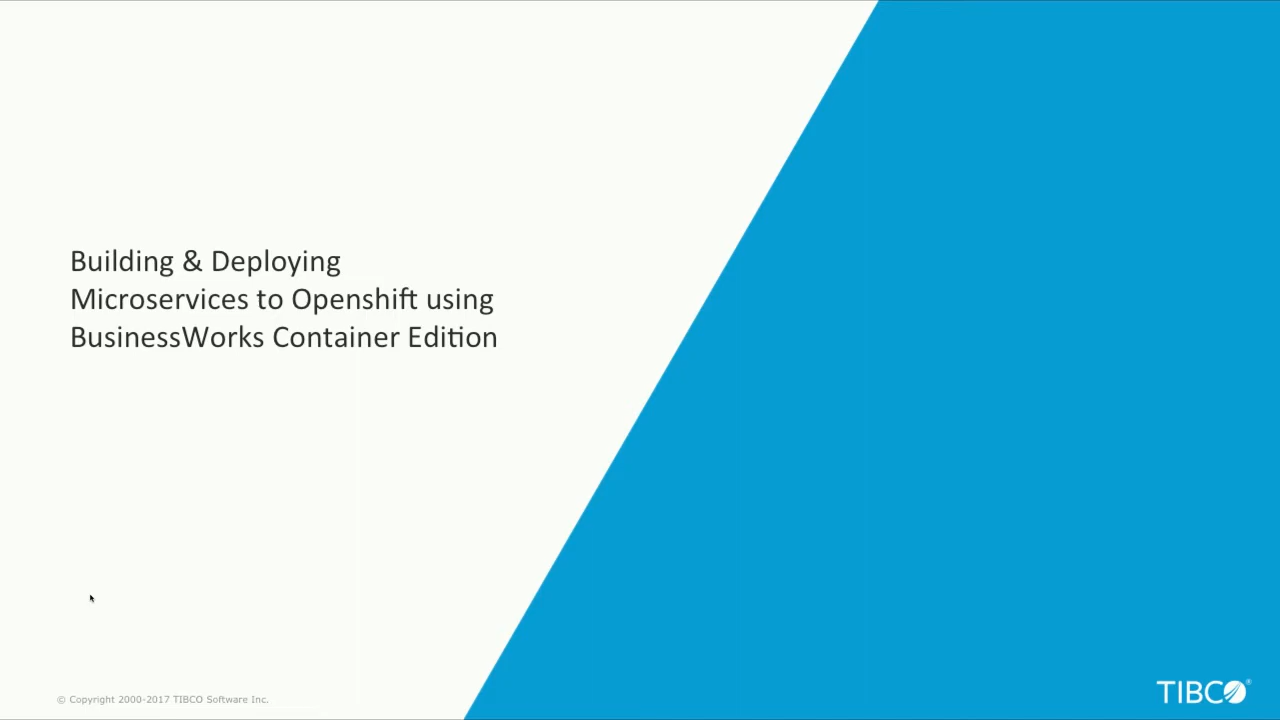 Building & Deploying
Microservices to Openshift using
BusinessWorks Container Edition
© Copyright 2000-2017 TIBCO Software Inc.
TIBCO®